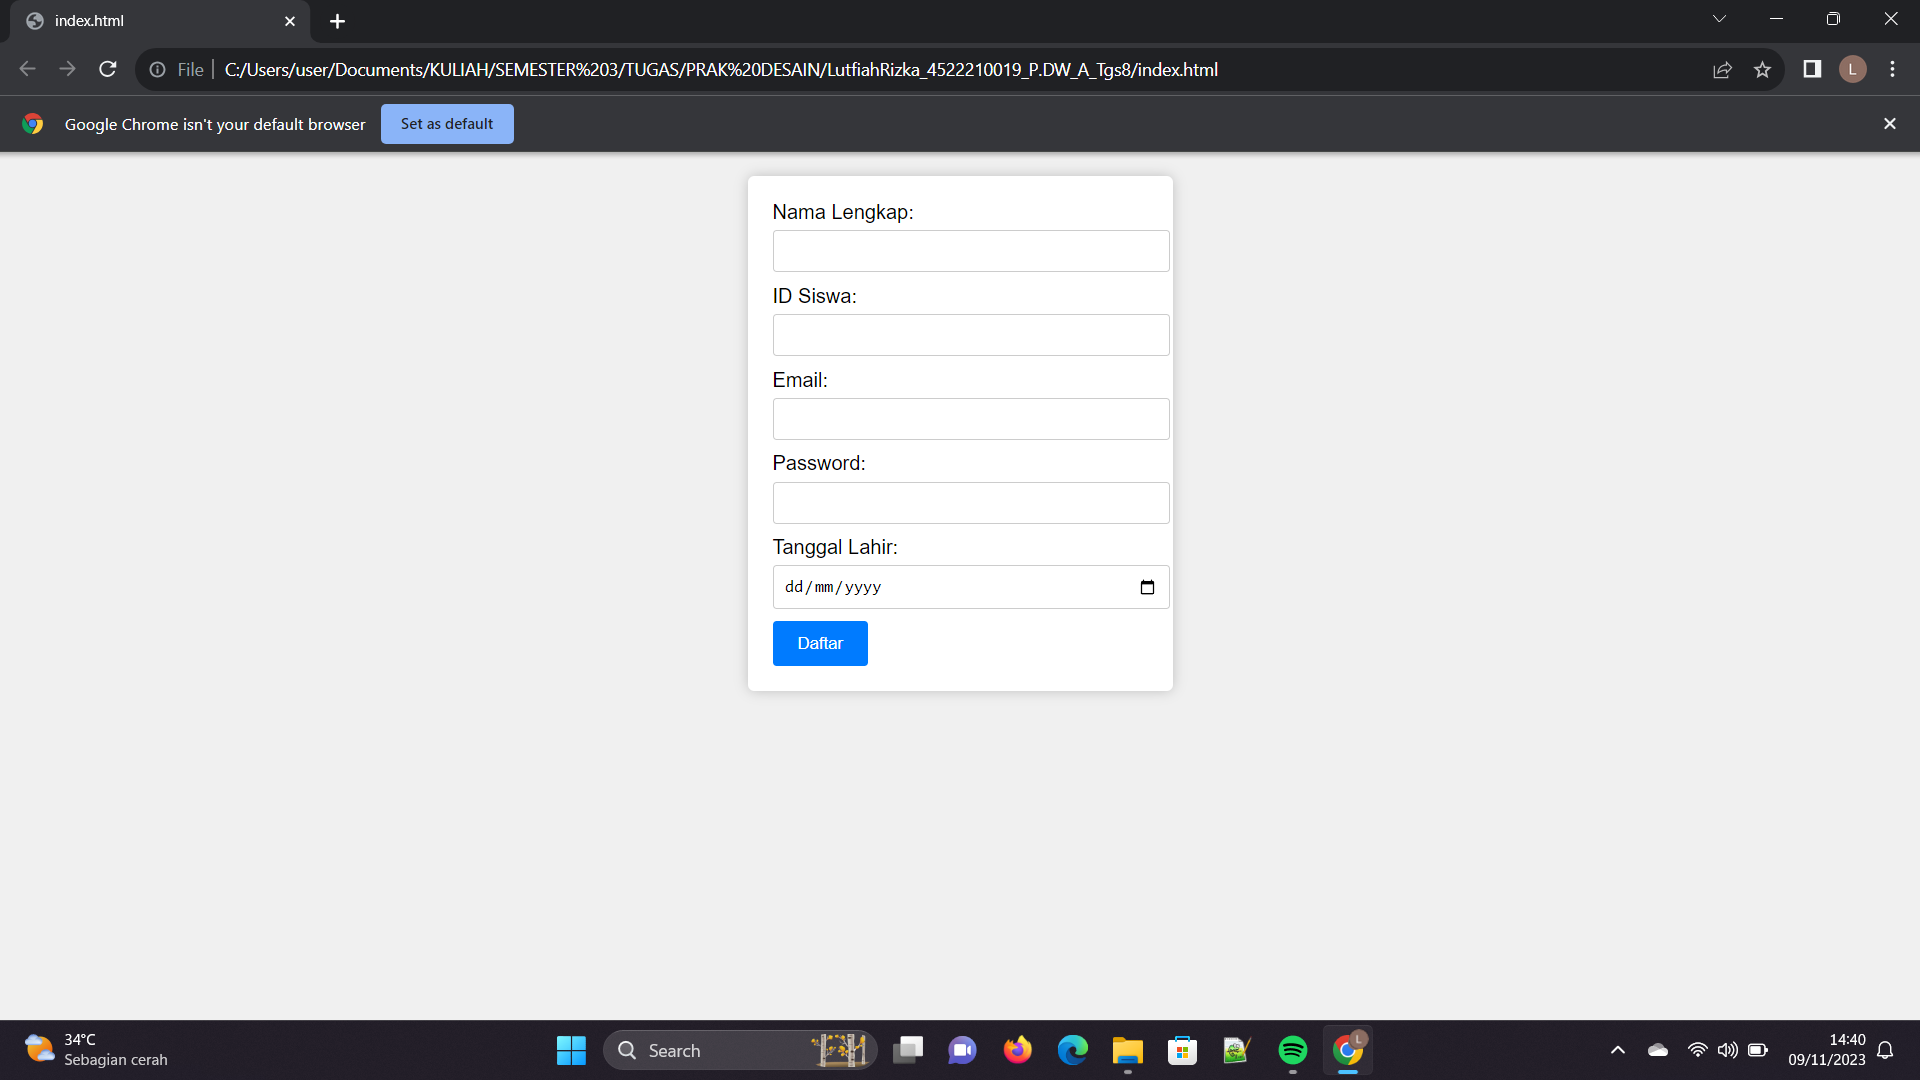 index.html
File
C:/Users/user/Documents/KULIAH/SEMESTER%203/TUGAS/PRAK%20DESAIN/LutfiahRizka_4522210019_P.DW_A_Tgs8/index.html
L
Google Chrome isn't your default browser
Set as default
Nama Lengkap:
ID Siswa:
Email:
Password:
Tanggal Lahir:
dd/mm/yyyy
Daftar
34°C
Sebagian cerah
Search
L
14:40
09/11/2023